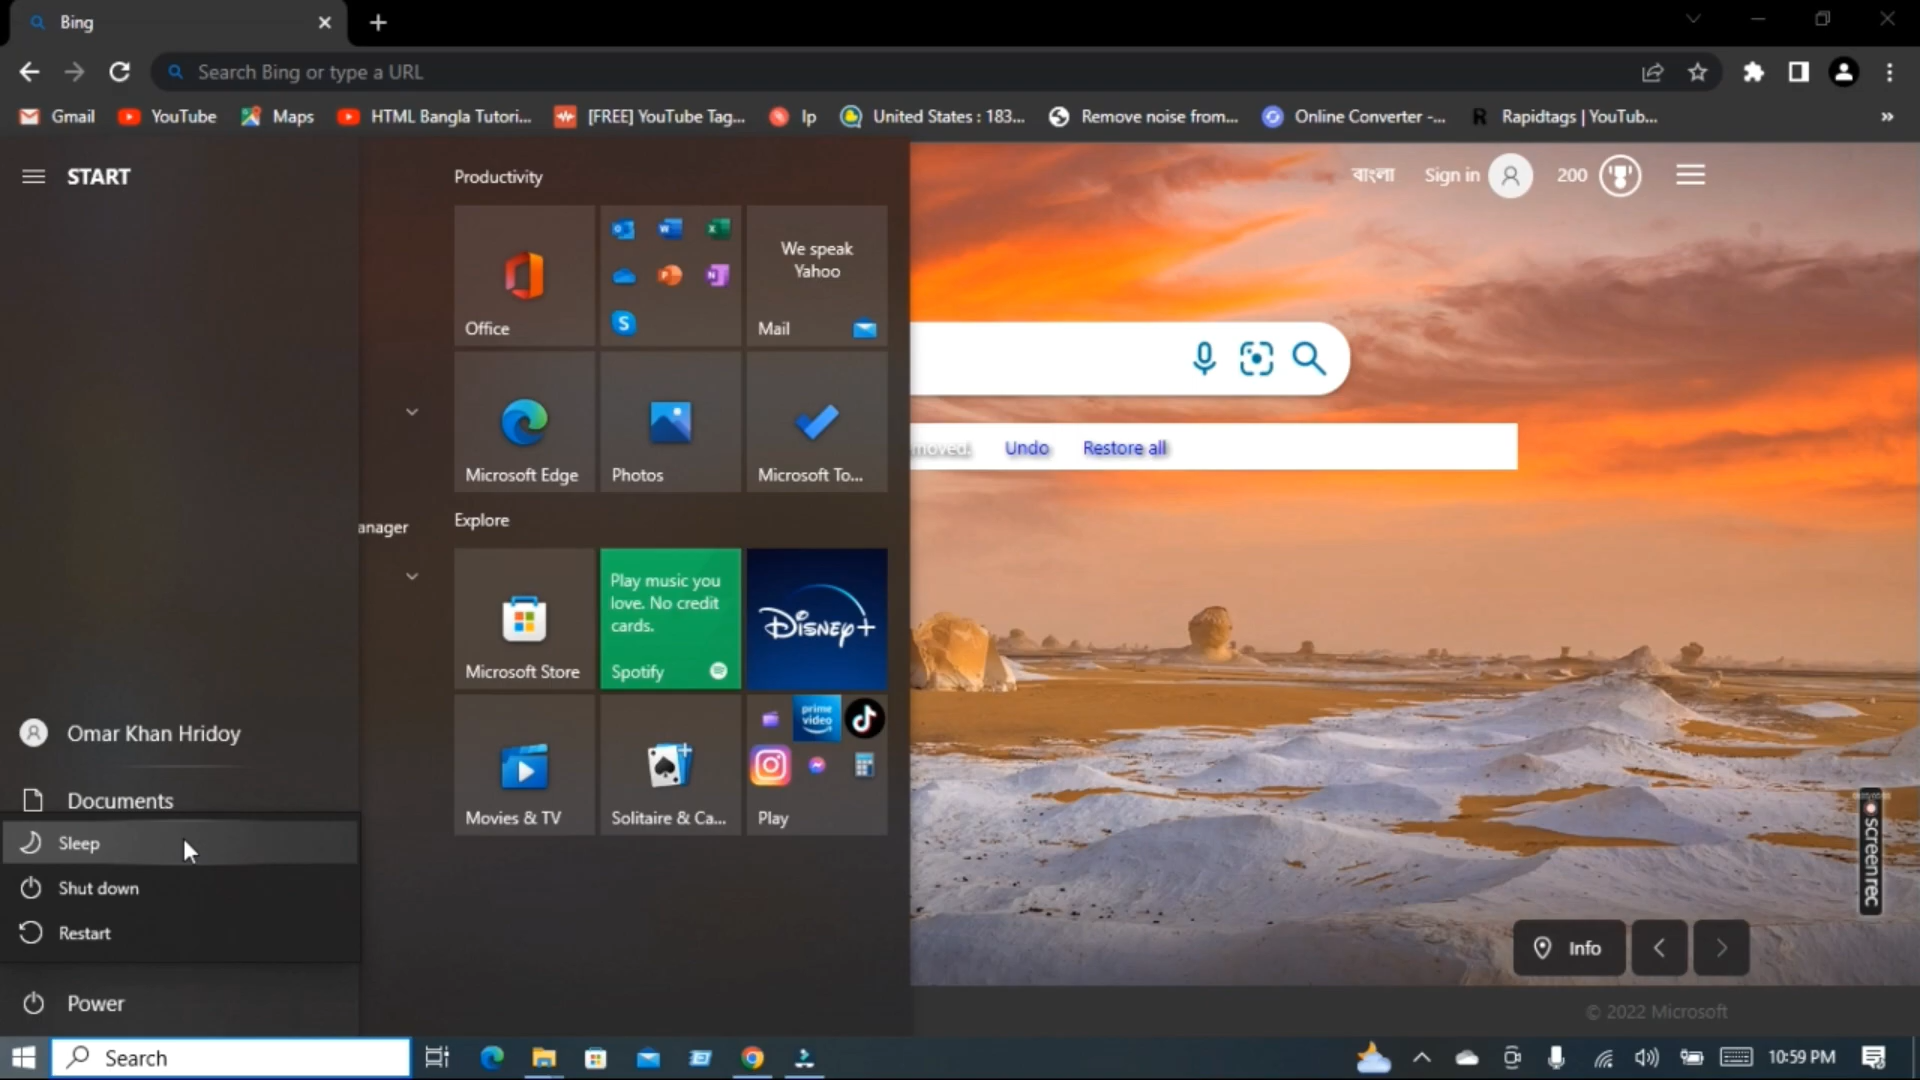 Bing
Search Bing or type a URL
Gmail
YouTube
Maps
HTML Bangla Tutori...
[FREE] YouTube Tag...
Ip
United States : 183...
Remove noise from...
Online Converter -...
Rapidtags | YouTub...
START
Productivity
বাংলা
Sign in
200
Office
We speak
Yahoo
Mail
Microsoft Edge
Photos
Microsoft To...
moved.
Undo
Restore all
anager
Explore
Microsoft Store
Play music you
love. No credit
cards.
Spotify
Disney+
prime
video
Movies & TV
Solitaire & Ca...
Play
Omar Khan Hridoy
Documents
Sleep
Shut down
Restart
Power
screenrec
Info
© 2022 Microsoft
Search
10:59 PM